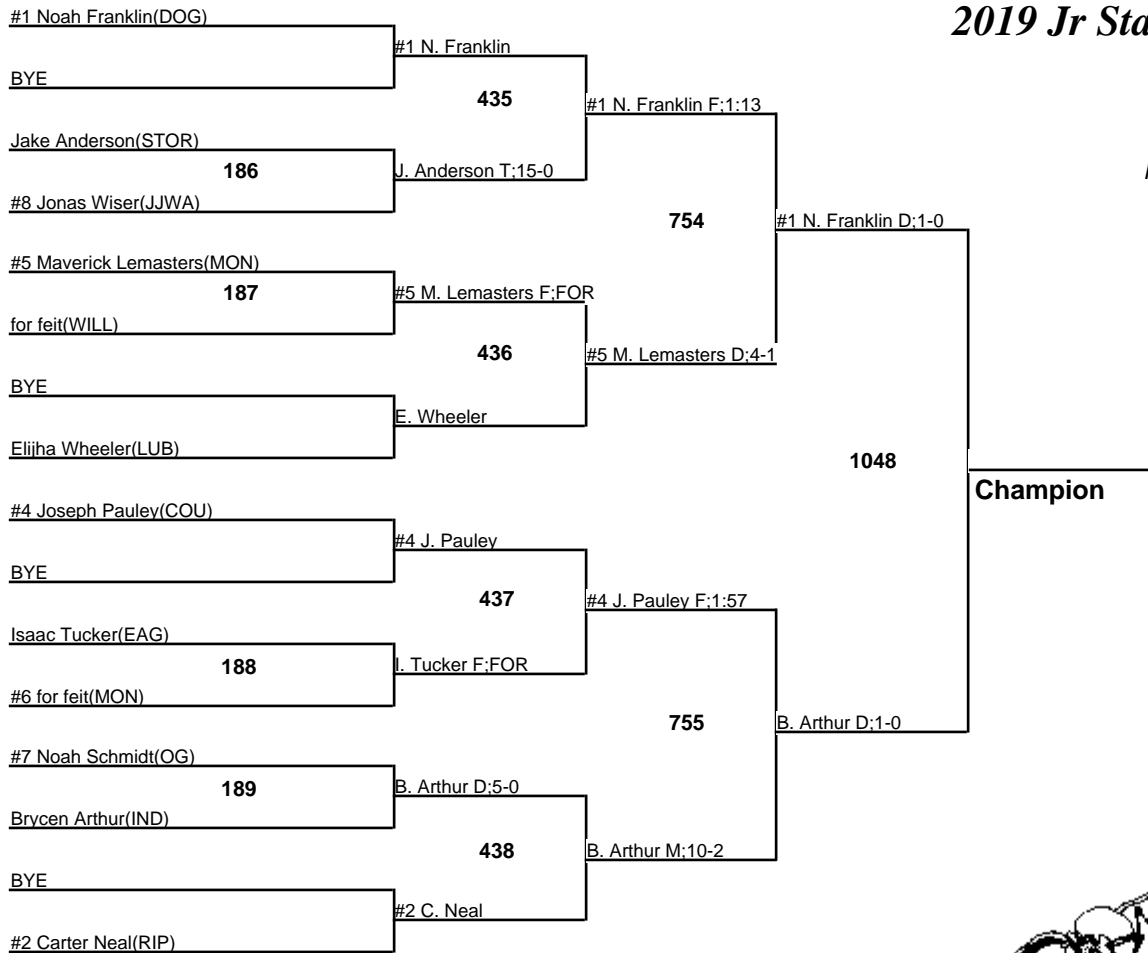 #1 Noah Franklin(DOG)
2019 Jr Sta
#1 N. Franklin
BYE
435
#1 N. Franklin F;1:13
Jake Anderson(STOR)
186
J. Anderson T;15-0
#8 Jonas Wiser(JJWA)
754
#1 N. Franklin D;1-0
#5 Maverick Lemasters(MON)
187
#5 M. Lemasters F;FOR
for feit(WILL)
436
#5 M. Lemasters D;4-1
BYE
E. Wheeler
Elijha Wheeler(LUB)
1048
Champion
#4 Joseph Pauley(COU)
#4 J. Pauley
BYE
437
#4 J. Pauley F;1:57
Isaac Tucker(EAG)
188
I. Tucker F;FOR
#6 for feit(MON)
755
B. Arthur D;1-0
#7 Noah Schmidt(OG)
189
B. Arthur D;5-0
Brycen Arthur(IND)
438
B. Arthur M;10-2
BYE
#2 C. Neal
#2 Carter Neal(RIP)